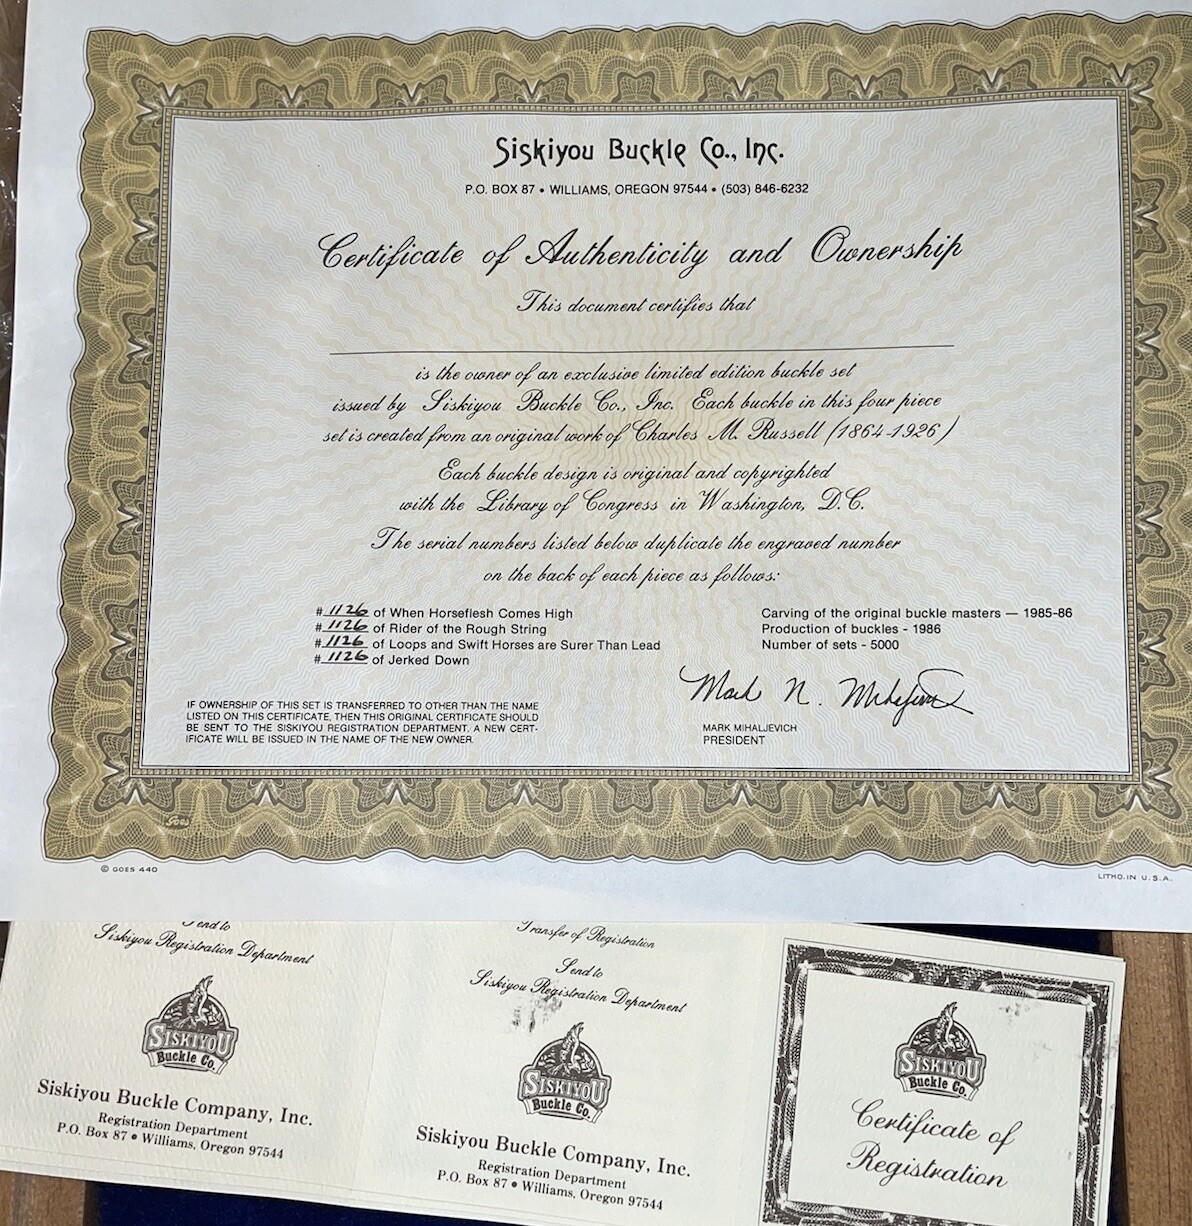 Siskiyou Buckle Co., Inc.
P.O. BOX 87 • WILLIAMS, OREGON 97544 • (503) 846-6232
Certificate of Authenticity and Ownership
This document certifies that
is the owner of an exclusive limited edition buckle set
issued by Siskiyou Buckle Co., Inc. Each buckle in this four piece
set is created from an original work of Charles M. Russell (1864-1926)
Each buckle design is original and copyrighted
with the Library of Congress in Washington, D.C.
The serial numbers listed below duplicate the engraved number
on the back of each piece as follows:
# 1126 of When Horseflesh Comes High
# 1126 of Rider of the Rough String
# 1126 of Loops and Swift Horses are Surer Than Lead
# 1126 of Jerked Down
Carving of the original buckle masters — 1985-86
Production of buckles - 1986
Number of sets - 5000
Mark N. Mihaljevich
MARK MIHALJEVICH
PRESIDENT
IF OWNERSHIP OF THIS SET IS TRANSFERRED TO OTHER THAN THE NAME
LISTED ON THIS CERTIFICATE, THEN THIS ORIGINAL CERTIFICATE SHOULD
BE SENT TO THE SISKIYOU REGISTRATION DEPARTMENT. A NEW CERT-
IFICATE WILL BE ISSUED IN THE NAME OF THE NEW OWNER.
Goes
© GOES 440
LITHO. IN U.S.A.
Send to
Siskiyou Registration Department
SISKIYOU
Buckle Co.
Siskiyou Buckle Company, Inc.
Registration Department
P.O. Box 87 • Williams, Oregon 97544
Transfer of Registration
Send to
Siskiyou Registration Department
SISKIYOU
Buckle Co.
Siskiyou Buckle Company, Inc.
Registration Department
P.O. Box 87 • Williams, Oregon 97544
SISKIYOU
Buckle Co.
Certificate of
Registration